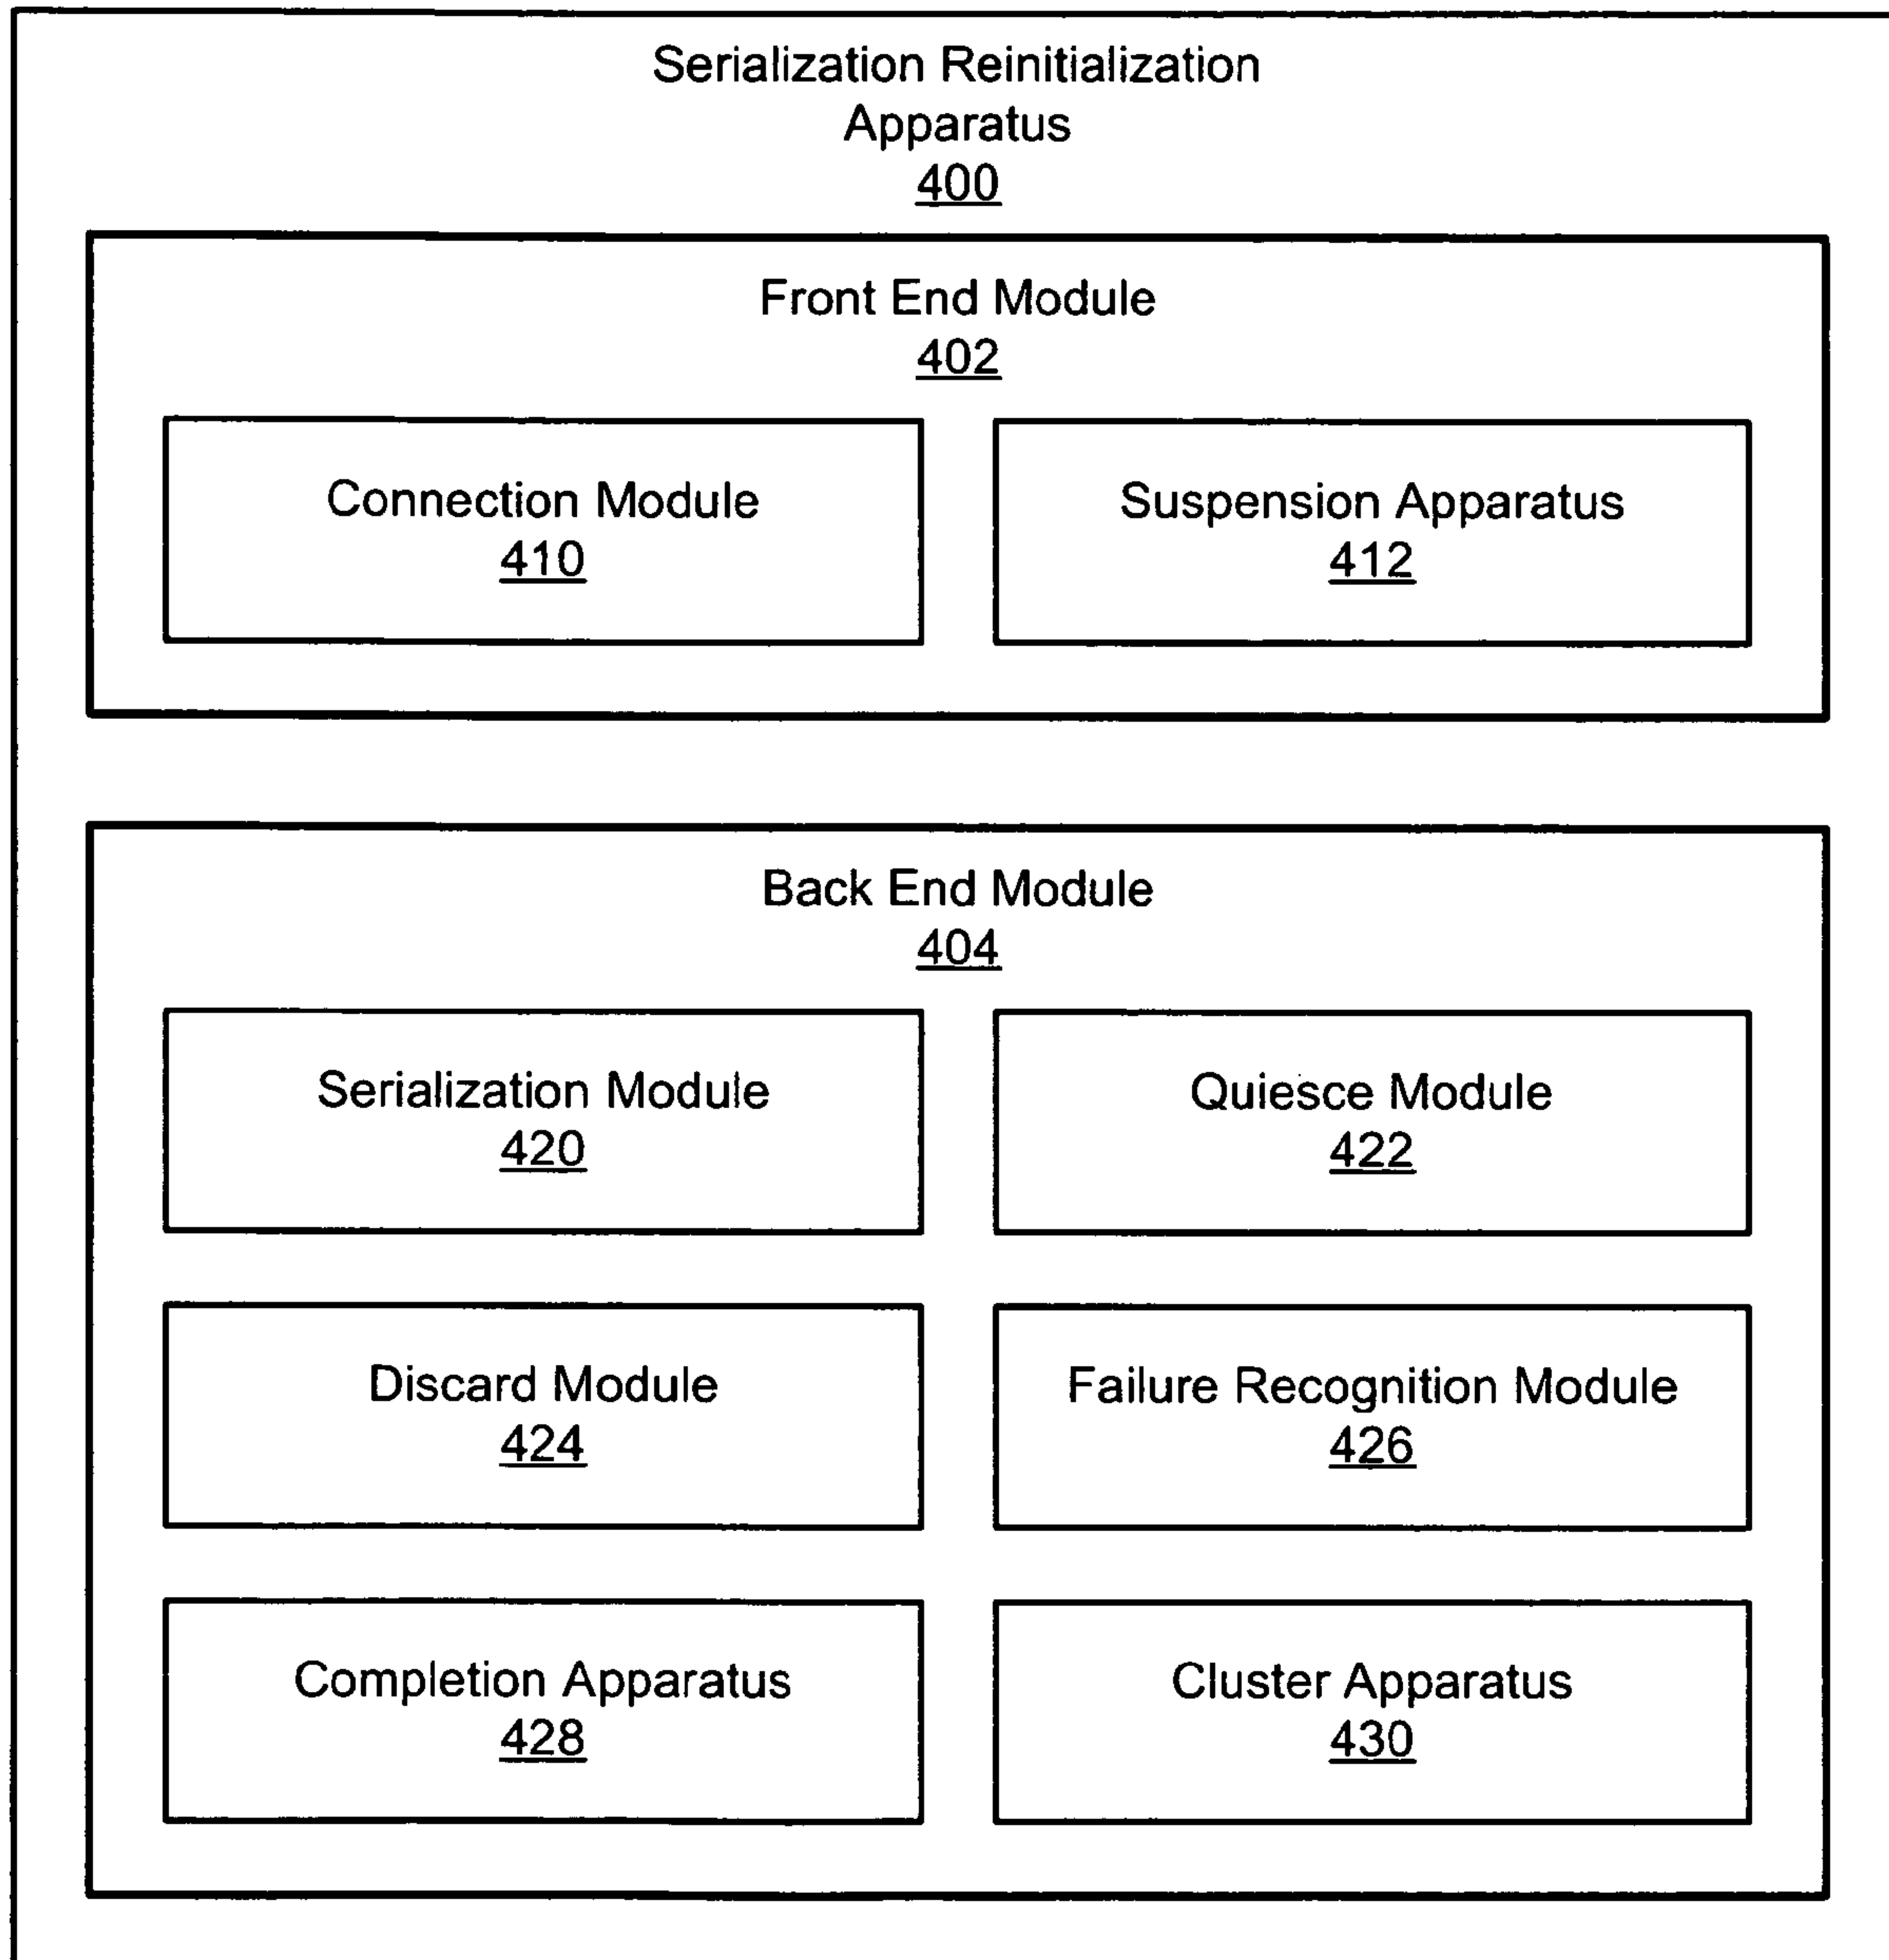 Serialization Reinitialization
Apparatus
400
Front End Module
402
Connection Module
410
Suspension Apparatus
412
Back End Module
404
Serialization Module
420
Quiesce Module
422
Discard Module
424
Failure Recognition Module
426
Completion Apparatus
428
Cluster Apparatus
430